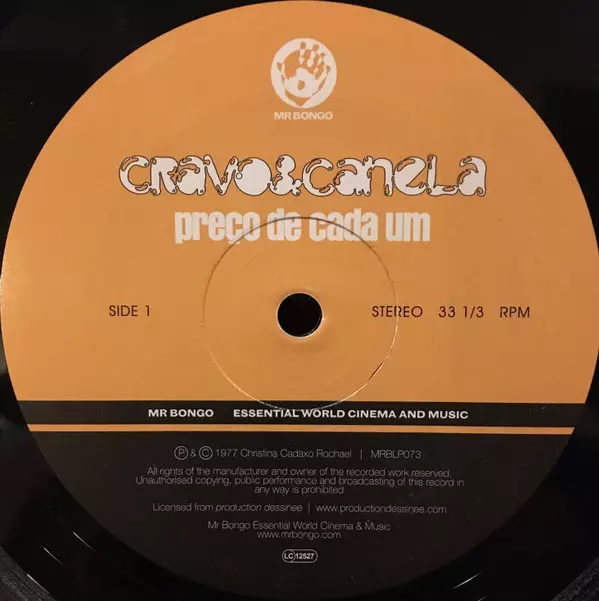 MR BONGO
cravo&canela
preço de cada um
SIDE 1
STEREO 33 1/3 RPM
MR BONGO ESSENTIAL WORLD CINEMA AND MUSIC
Ⓟ & © 1977 Christina Cadaxo Rochael | MRBLP073
All rights of the manufacturer and owner of the recorded work reserved.
Unauthorised copying, public performance and broadcasting of this record in
any way is prohibited
Licensed from production dessinee | www.productiondessinee.com
Mr Bongo Essential World Cinema & Music
www.mrbongo.com
LC 12527